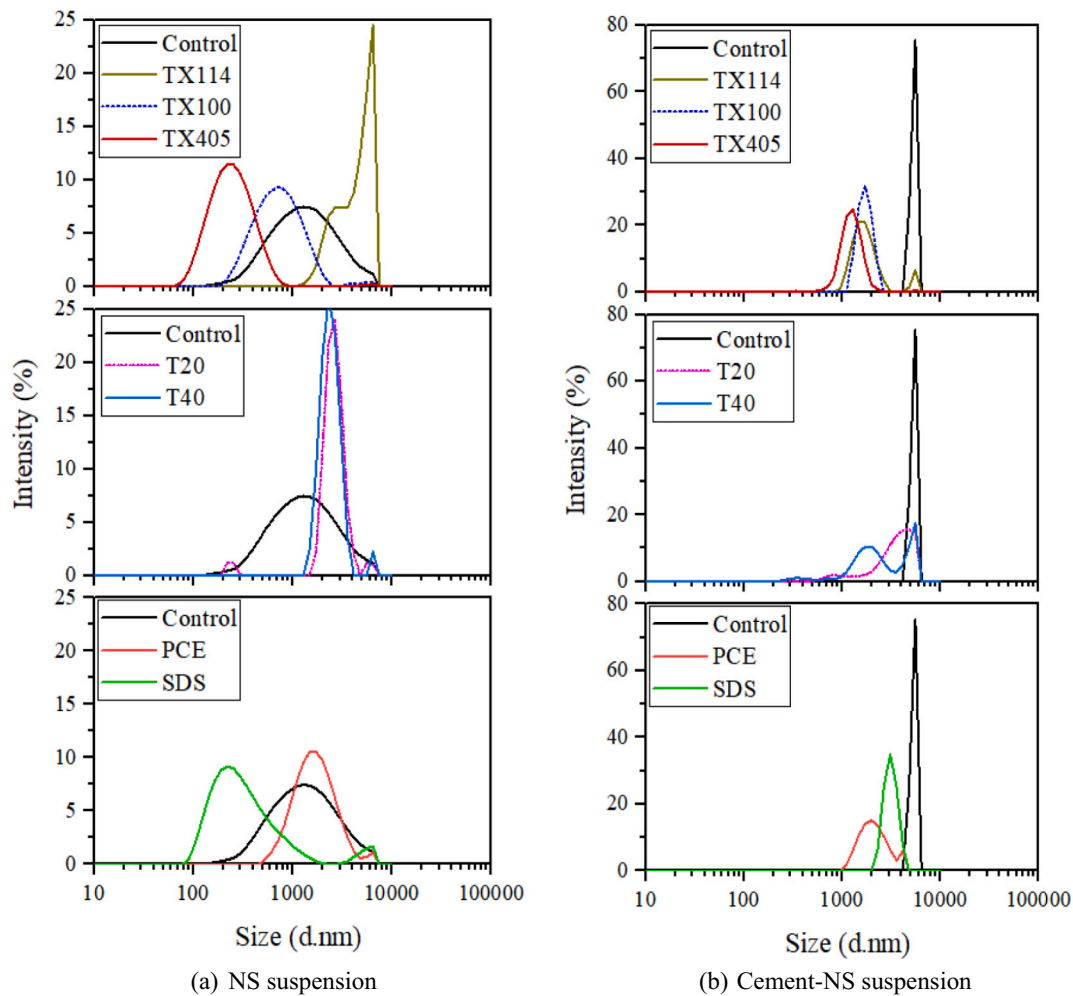 25
20
15
10
5
0
Control
TX114
TX100
TX405
25
20
15
10
5
0
Control
T20
T40
25
20
15
10
5
0
Control
PCE
SDS
10
100
1000
10000
100000
Intensity (%)
Size (d.nm)
(a) NS suspension
80
60
40
20
0
Control
TX114
TX100
TX405
80
60
40
20
0
Control
T20
T40
80
60
40
20
0
Control
PCE
SDS
10
1000
10000
100000
Intensity (%)
Size (d.nm)
(b) Cement-NS suspension